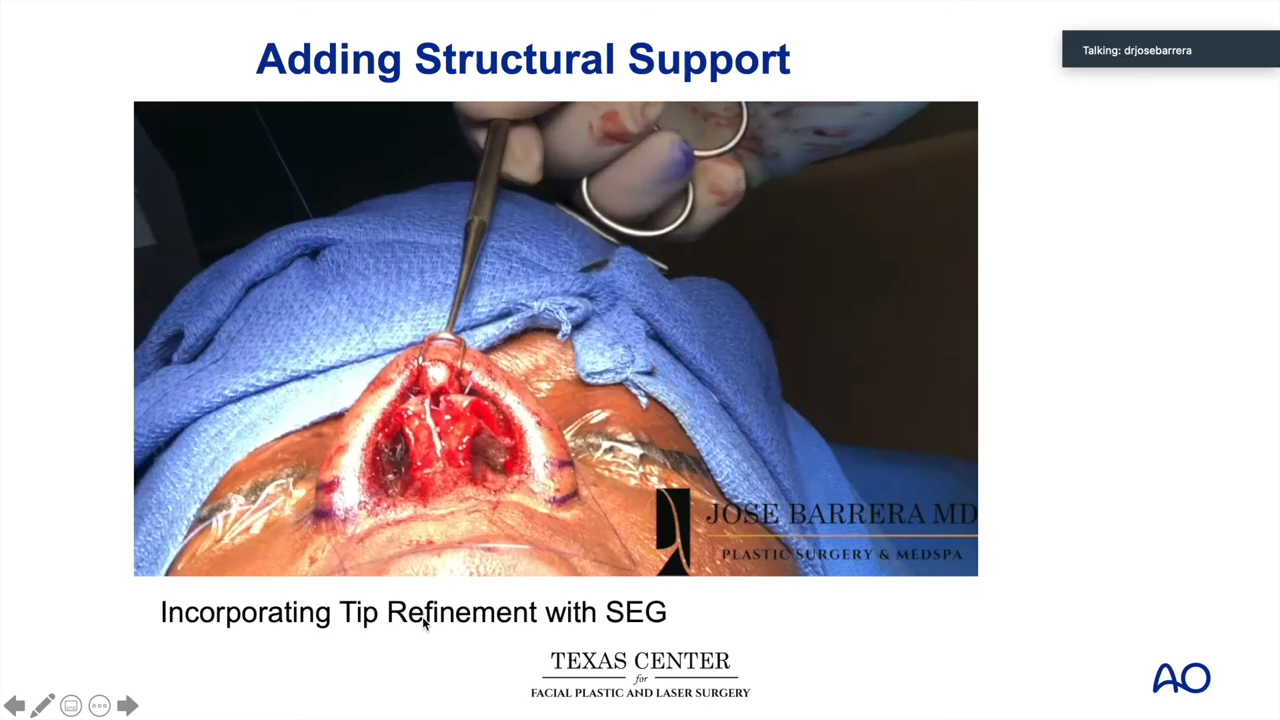 Adding Structural Support
Talking: drjosebarrera
JOSE BARRERA MD
PLASTIC SURGERY & MEDSPA
Incorporating Tip Refinement with SEG
TEXAS CENTER
for
FACIAL PLASTIC AND LASER SURGERY
AO